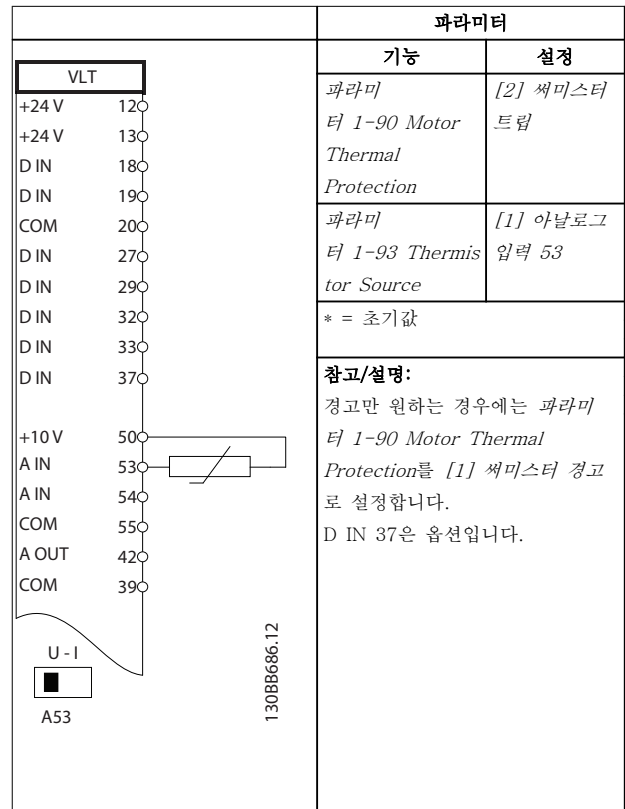 VLT
+24 V 12
+24 V 13
D IN 18
D IN 19
COM 20
D IN 27
D IN 29
D IN 32
D IN 33
D IN 37
+10 V 50
A IN 53
A IN 54
COM 55
A OUT 42
COM 39
U - I
A53
130BB686.12
파라미터
기능 설정
파라미
터 1-90 Motor
Thermal
Protection
[2] 써미스터
트립
파라미
터 1-93 Thermis
tor Source
[1] 아날로그
입력 53
* = 초기값
참고/설명:
경고만 원하는 경우에는 파라미
터 1-90 Motor Thermal
Protection를 [1] 써미스터 경고
로 설정합니다.
D IN 37은 옵션입니다.